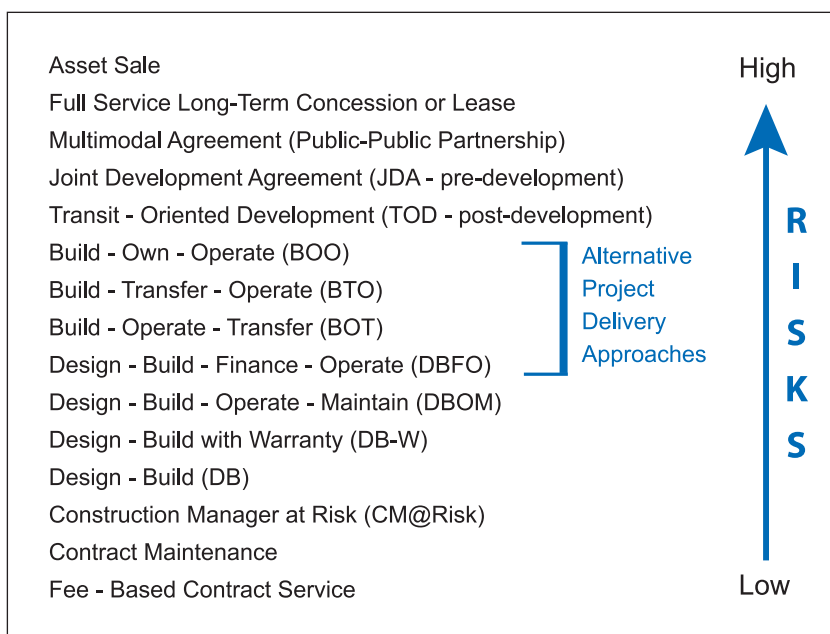 Asset Sale
High
Full Service Long-Term Concession or Lease
Multimodal Agreement (Public-Public Partnership)
Joint Development Agreement (JDA - pre-development)
Transit - Oriented Development (TOD - post-development)
Build - Own - Operate (BOO)
Build - Transfer - Operate (BTO)
Build - Operate - Transfer (BOT)
Design - Build - Finance - Operate (DBFO)
Alternative
Project
Delivery
Approaches
Design - Build - Operate - Maintain (DBOM)
Design - Build with Warranty (DB-W)
Design - Build (DB)
Construction Manager at Risk (CM@Risk)
Contract Maintenance
Fee - Based Contract Service
RISKS
Low